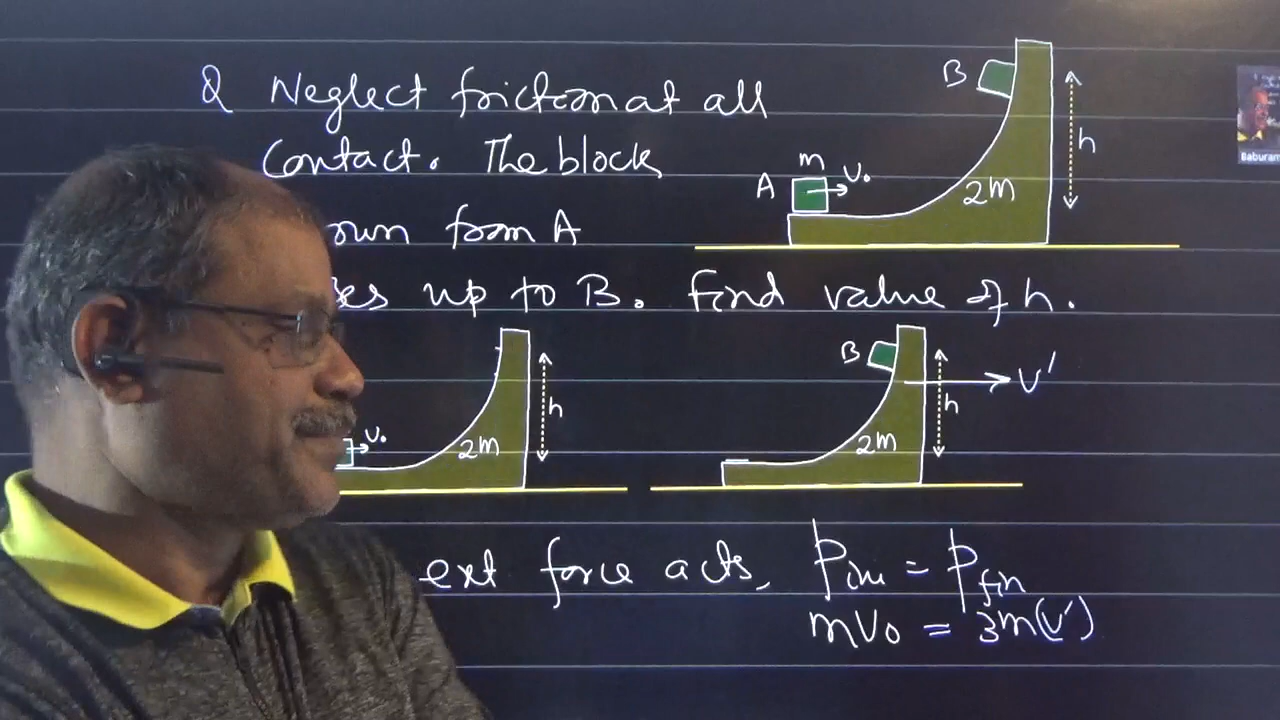 Q Neglect friction at all
contact. The block
own from A
es up to B. Find value of h.
A
m
v₀
2m
B
h
v₀
2m
h
B
2m
h
v'
ext force acts, pᵢₙ = p_fin
mv₀ = 3m(v')
Baburam